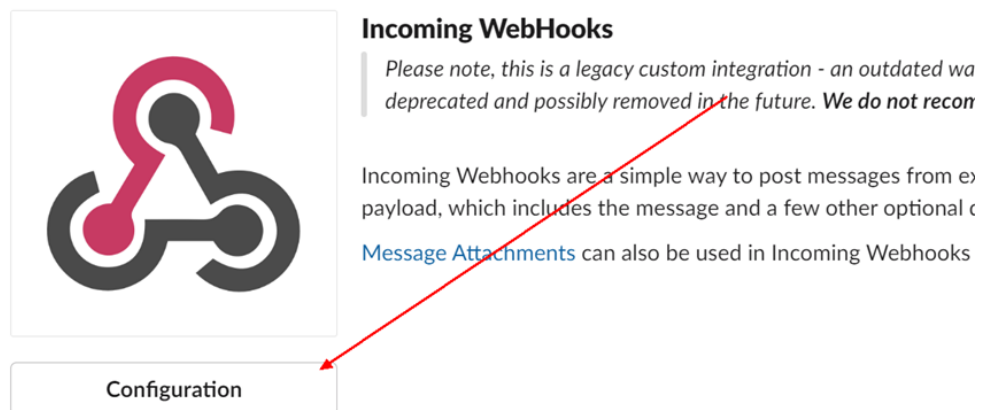 Incoming WebHooks
Please note, this is a legacy custom integration - an outdated wa
deprecated and possibly removed in the future. We do not recom
Incoming Webhooks are a simple way to post messages from ex
payload, which includes the message and a few other optional
Message Attachments can also be used in Incoming Webhooks
Configuration